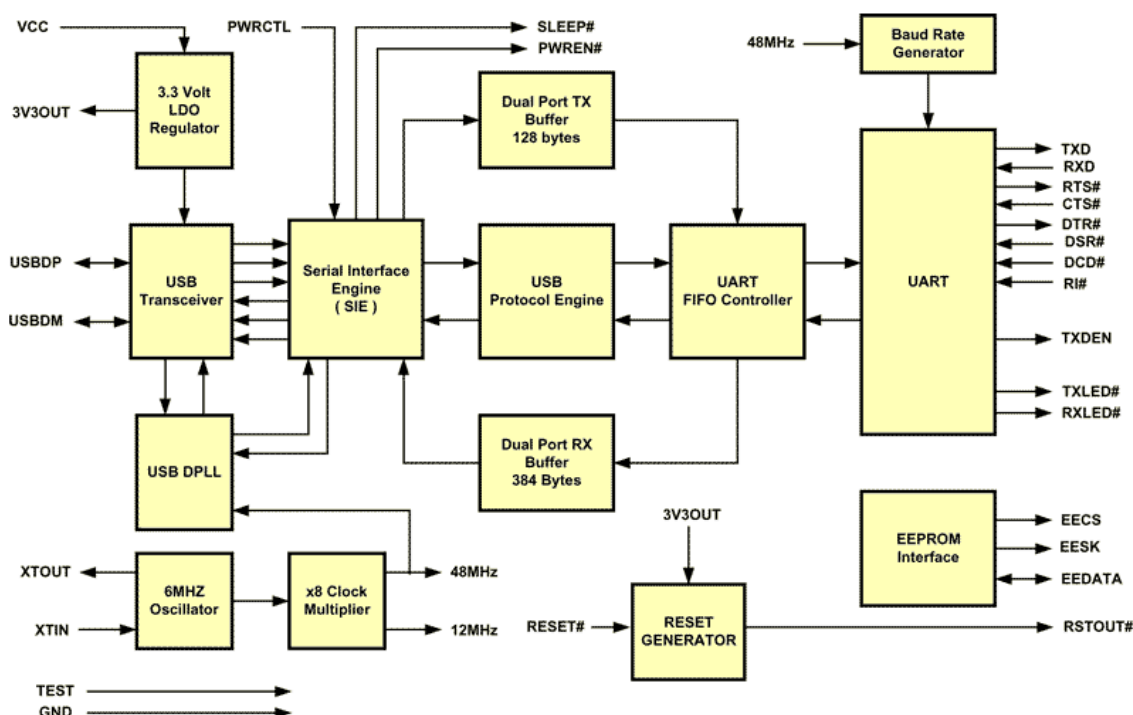 VCC
PWRCTL
SLEEP#
PWREN#
48MHz
Baud Rate
Generator
3V3OUT
3.3 Volt
LDO
Regulator
Dual Port TX
Buffer
128 bytes
USBDP
USBDM
USB
Transceiver
Serial Interface
Engine
( SIE )
USB
Protocol Engine
UART
FIFO Controller
UART
TXD
RXD
RTS#
CTS#
DTR#
DSR#
DCD#
RI#
TXDEN
TXLED#
RXLED#
USB DPLL
Dual Port RX
Buffer
384 Bytes
3V3OUT
EEPROM
Interface
EECS
EESK
EEDATA
XTOUT
XTIN
6MHZ
Oscillator
x8 Clock
Multiplier
48MHz
12MHz
RESET#
RESET
GENERATOR
RSTOUT#
TEST
GND